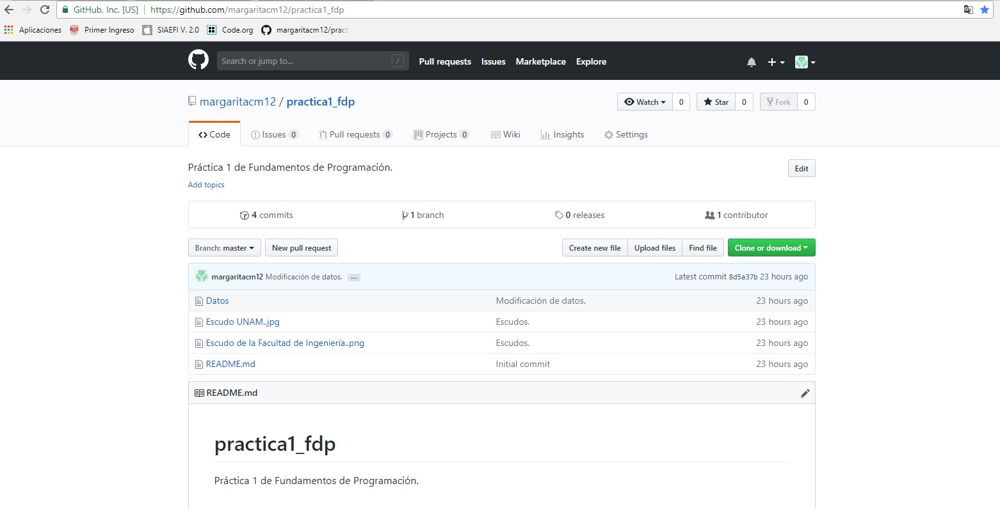 GitHub, Inc. [US] https://github.com/margaritacm12/practica1_fdp
Aplicaciones Primer Ingreso SIAEFI V. 2.0 Code.org margaritacm12/pract
Search or jump to... / Pull requests Issues Marketplace Explore
margaritacm12 / practica1_fdp Watch 0 Star 0 Fork 0
Code Issues 0 Pull requests 0 Projects 0 Wiki Insights Settings
Práctica 1 de Fundamentos de Programación. Edit
Add topics
4 commits 1 branch 0 releases 1 contributor
Branch: master New pull request Create new file Upload files Find file Clone or download
margaritacm12 Modificación de datos. ... Latest commit 8d5a37b 23 hours ago
Datos Modificación de datos. 23 hours ago
Escudo UNAM..jpg Escudos. 23 hours ago
Escudo de la Facultad de Ingeniería..png Escudos. 23 hours ago
README.md Initial commit 23 hours ago
README.md
practica1_fdp
Práctica 1 de Fundamentos de Programación.